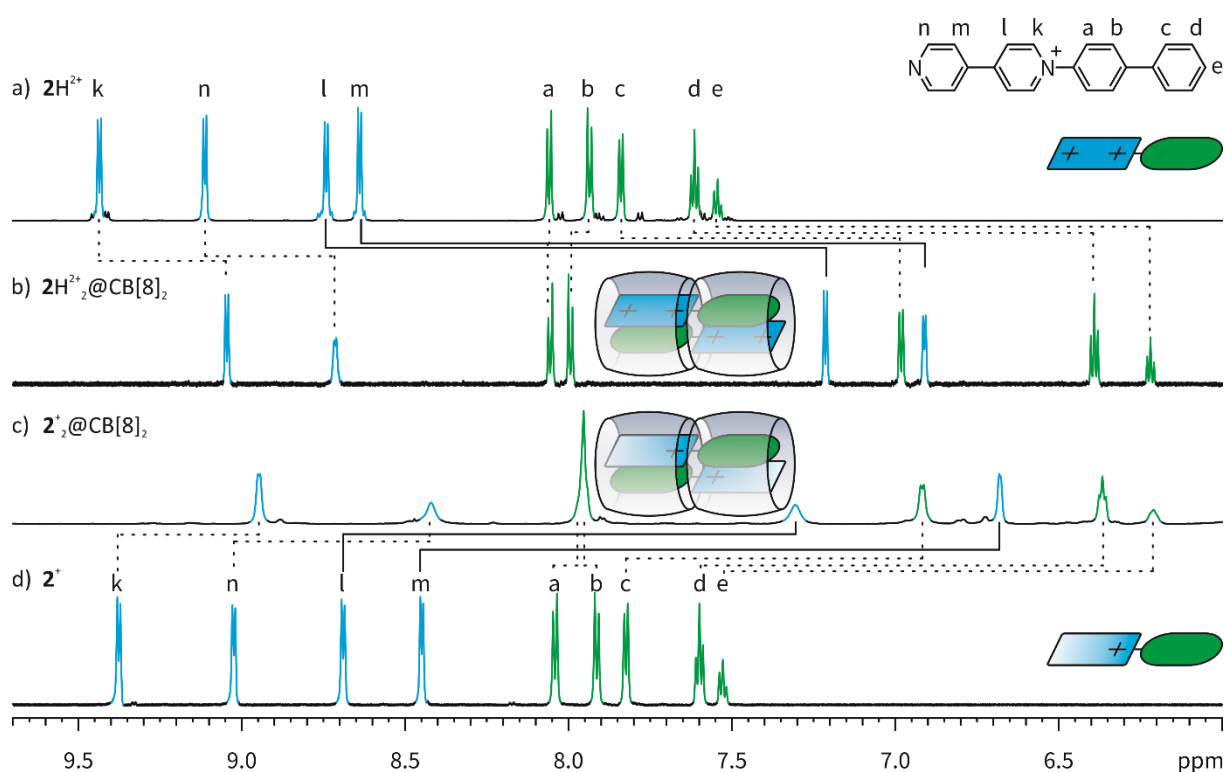 n m l k a b c d
N N + e
a) 2H²⁺ k n l m a b c d e
+ +
b) 2H²⁺₂@CB[8]₂
+ +
c) 2⁺₂@CB[8]₂
+
d) 2⁺ k n l m a b c d e
+
9.5 9.0 8.5 8.0 7.5 7.0 6.5 ppm